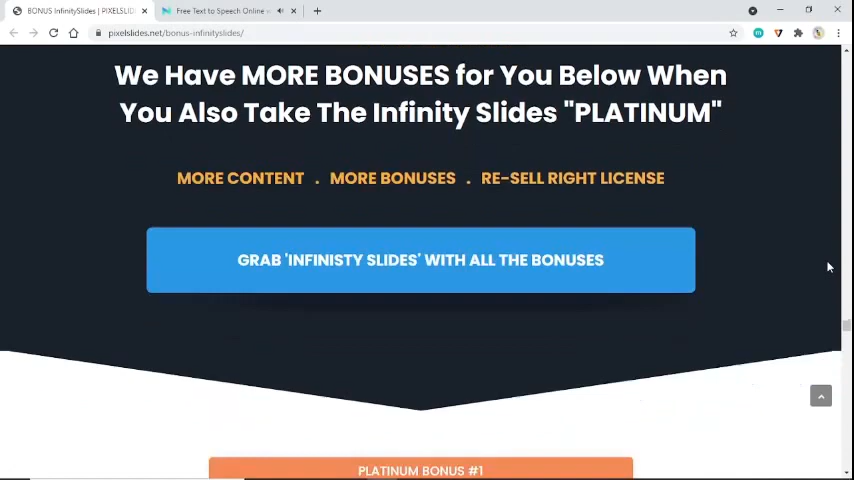 BONUS InfinitySlides | PIXELSLID
Free Text to Speech Online w
pixelslides.net/bonus-infinityslides/
We Have MORE BONUSES for You Below When
You Also Take The Infinity Slides "PLATINUM"
MORE CONTENT . MORE BONUSES . RE-SELL RIGHT LICENSE
GRAB 'INFINISTY SLIDES' WITH ALL THE BONUSES
PLATINUM BONUS #1